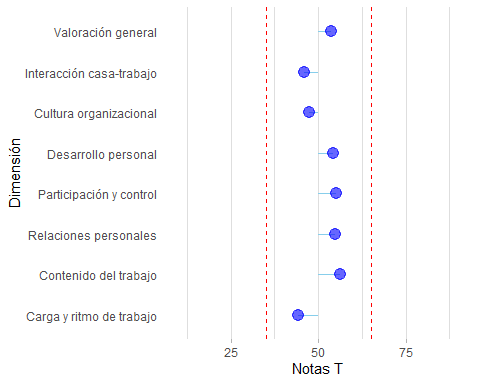 Valoración general
Interacción casa-trabajo
Cultura organizacional
Desarrollo personal
Participación y control
Relaciones personales
Contenido del trabajo
Carga y ritmo de trabajo
Dimensión
25 50 75
Notas T